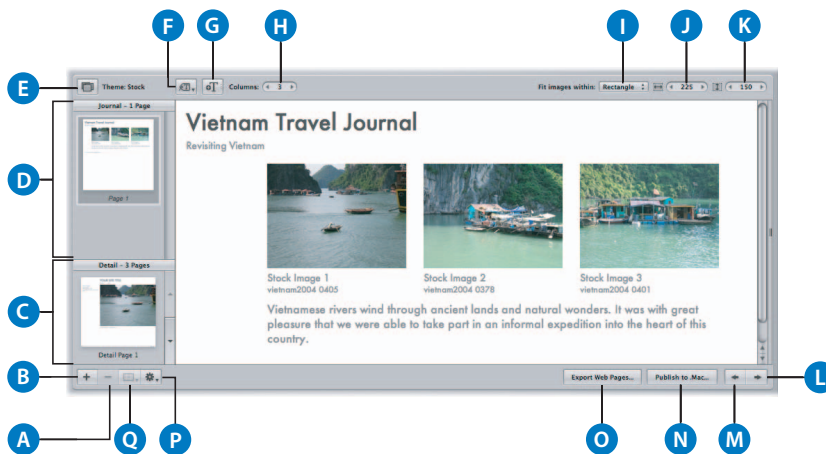 F G H I J K
E Theme: Stock Columns: 3 Fit images within: Rectangle 225 150
Journal – 1 Page
D
Page 1
Detail – 3 Pages
C
Detail Page 1
Vietnam Travel Journal
Revisiting Vietnam
Stock Image 1
vietnam2004 0405
Stock Image 2
vietnam2004 0378
Stock Image 3
vietnam2004 0401
Vietnamese rivers wind through ancient lands and natural wonders. It was with great
pleasure that we were able to take part in an informal expedition into the heart of this
country.
B Export Web Pages... Publish to .Mac... L
A Q P O N M